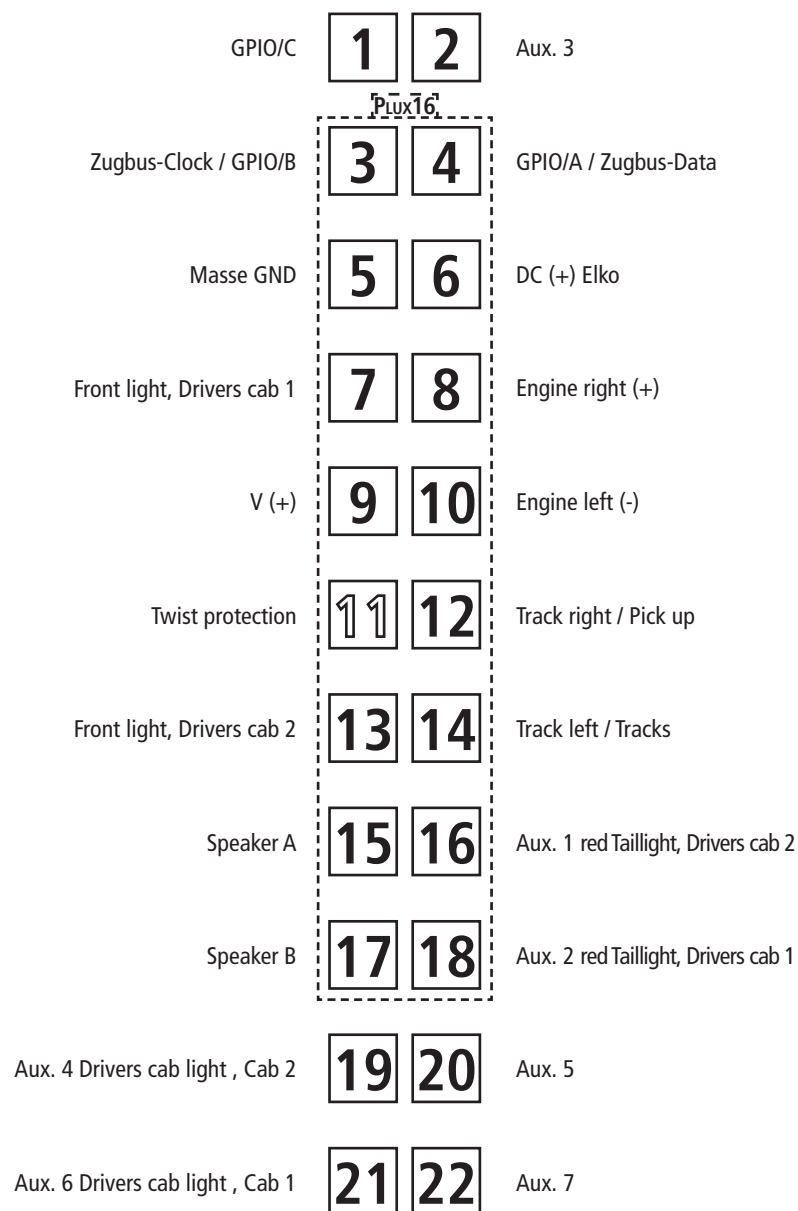 GPIO/C 1 2 Aux. 3
PLUX16
Zugbus-Clock / GPIO/B 3 4 GPIO/A / Zugbus-Data
Masse GND 5 6 DC (+) Elko
Front light, Drivers cab 1 7 8 Engine right (+)
V (+) 9 10 Engine left (-)
Twist protection 11 12 Track right / Pick up
Front light, Drivers cab 2 13 14 Track left / Tracks
Speaker A 15 16 Aux. 1 red Taillight, Drivers cab 2
Speaker B 17 18 Aux. 2 red Taillight, Drivers cab 1
Aux. 4 Drivers cab light , Cab 2 19 20 Aux. 5
Aux. 6 Drivers cab light , Cab 1 21 22 Aux. 7